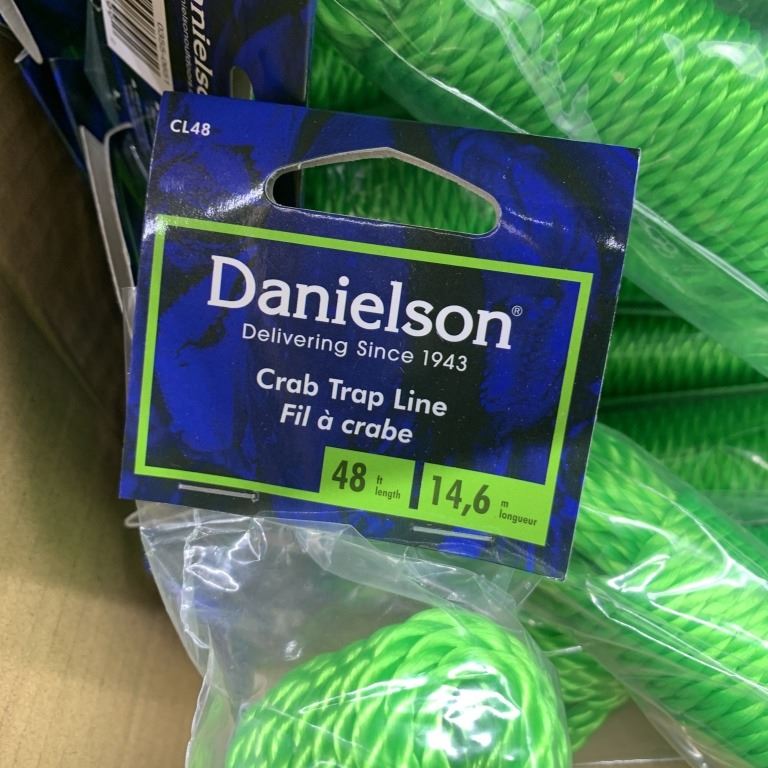 CL48
Danielson®
Delivering Since 1943
Crab Trap Line
Fil à crabe
48 ft length
14,6 m longueur